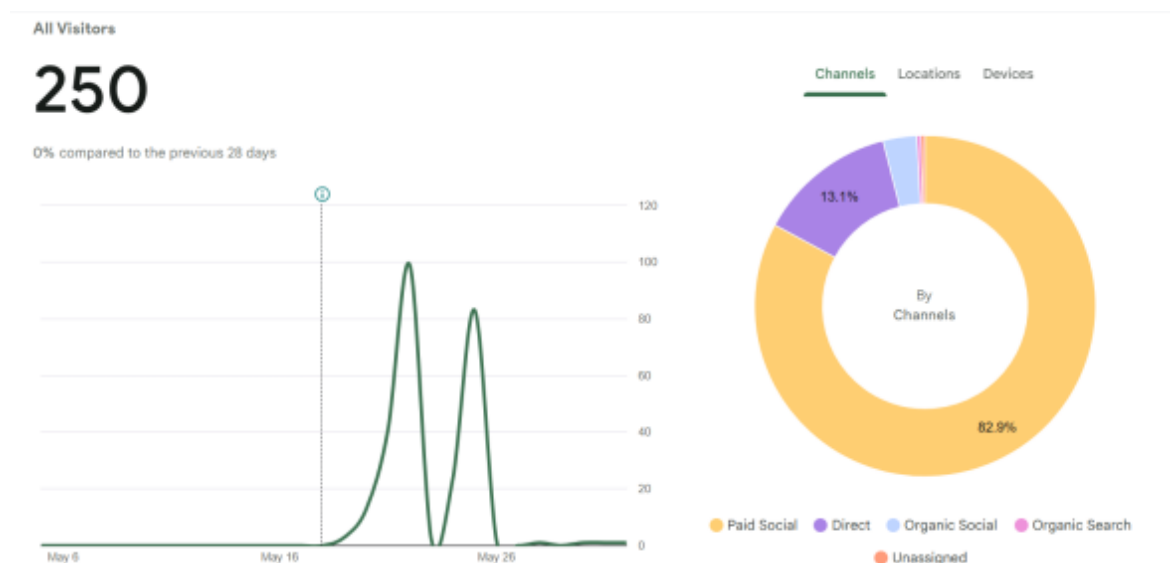 All Visitors
250
0% compared to the previous 28 days
120
100
80
60
40
20
0
May 6
May 16
May 26
Channels Locations Devices
13.1%
By
Channels
82.9%
Paid Social Direct Organic Social Organic Search
Unassigned